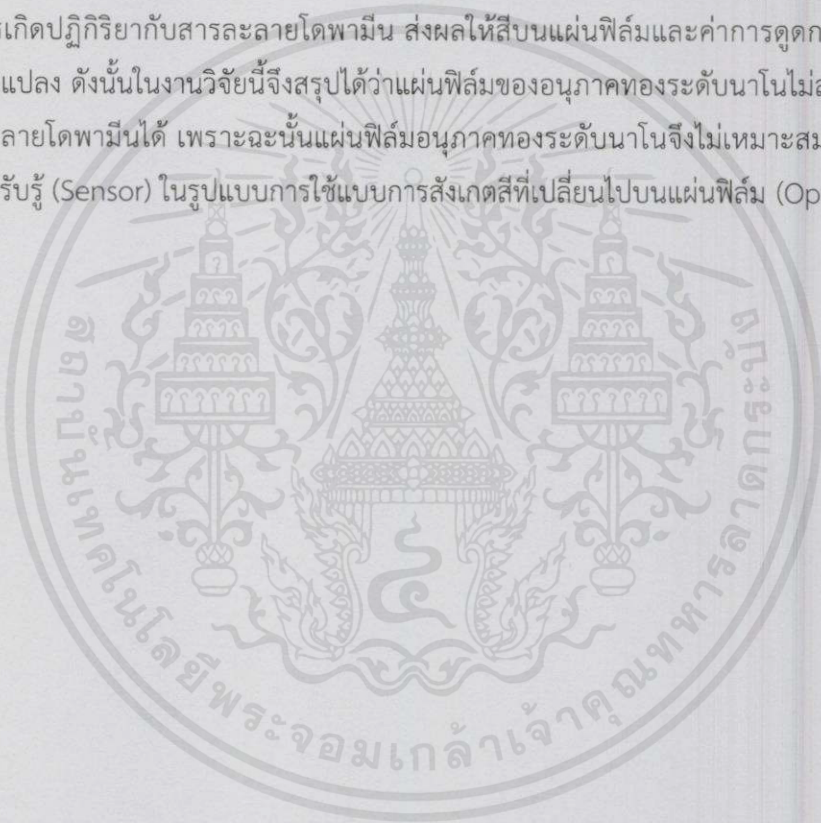 รเกิดปฏิกิริยากับสารละลายโดพามีน ส่งผลให้สีบนแผ่นฟิล์มและค่าการดูดก
แปลง ดังนั้นในงานวิจัยนี้จึงสรุปได้ว่าแผ่นฟิล์มของอนุภาคทองระดับนาโนไม่ส
ลายโดพามีนได้ เพราะฉะนั้นแผ่นฟิล์มอนุภาคทองระดับนาโนจึงไม่เหมาะสม
รับรู้ (Sensor) ในรูปแบบการใช้แบบการสังเกตสีที่เปลี่ยนไปบนแผ่นฟิล์ม (Op
สถาบันเทคโนโลยีพระจอมเกล้าเจ้าคุณทหารลาดกระบัง